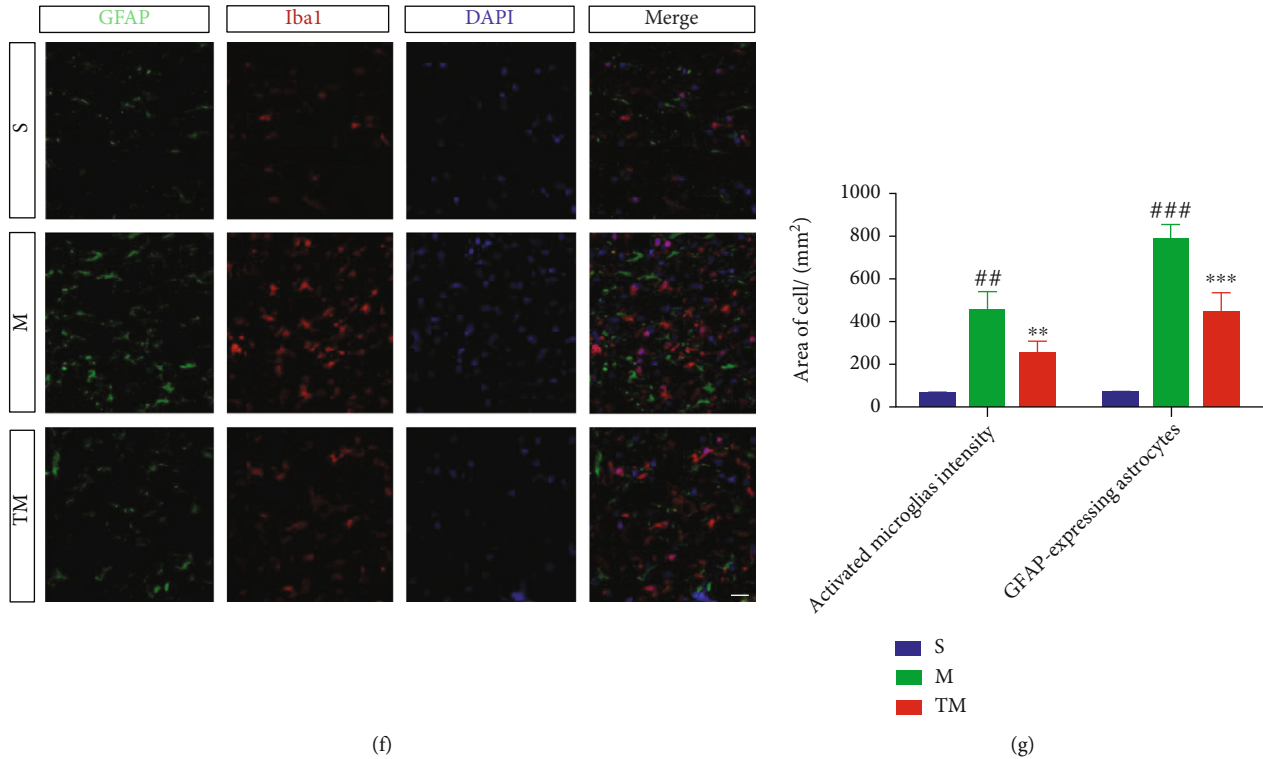 GFAP Iba1 DAPI Merge
S
M
TM
(f)
Area of cell/ (mm²)
1000
800
600
400
200
0
##
**
###
***
Activated microglias intensity
GFAP-expressing astrocytes
S
M
TM
(g)